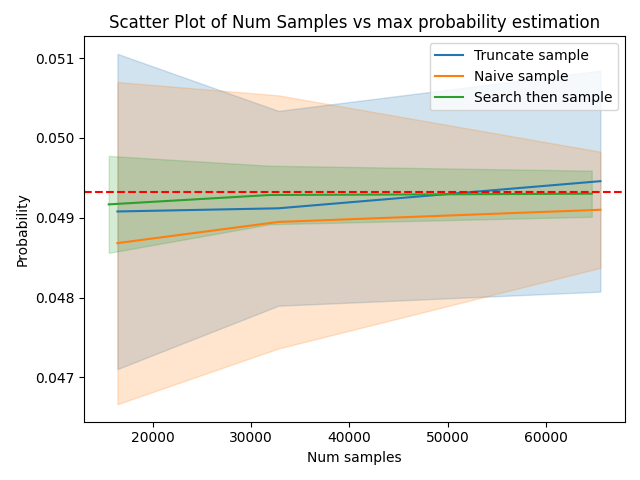 Scatter Plot of Num Samples vs max probability estimation
Truncate sample
Naive sample
Search then sample
Probability
0.051
0.050
0.049
0.048
0.047
20000 30000 40000 50000 60000
Num samples